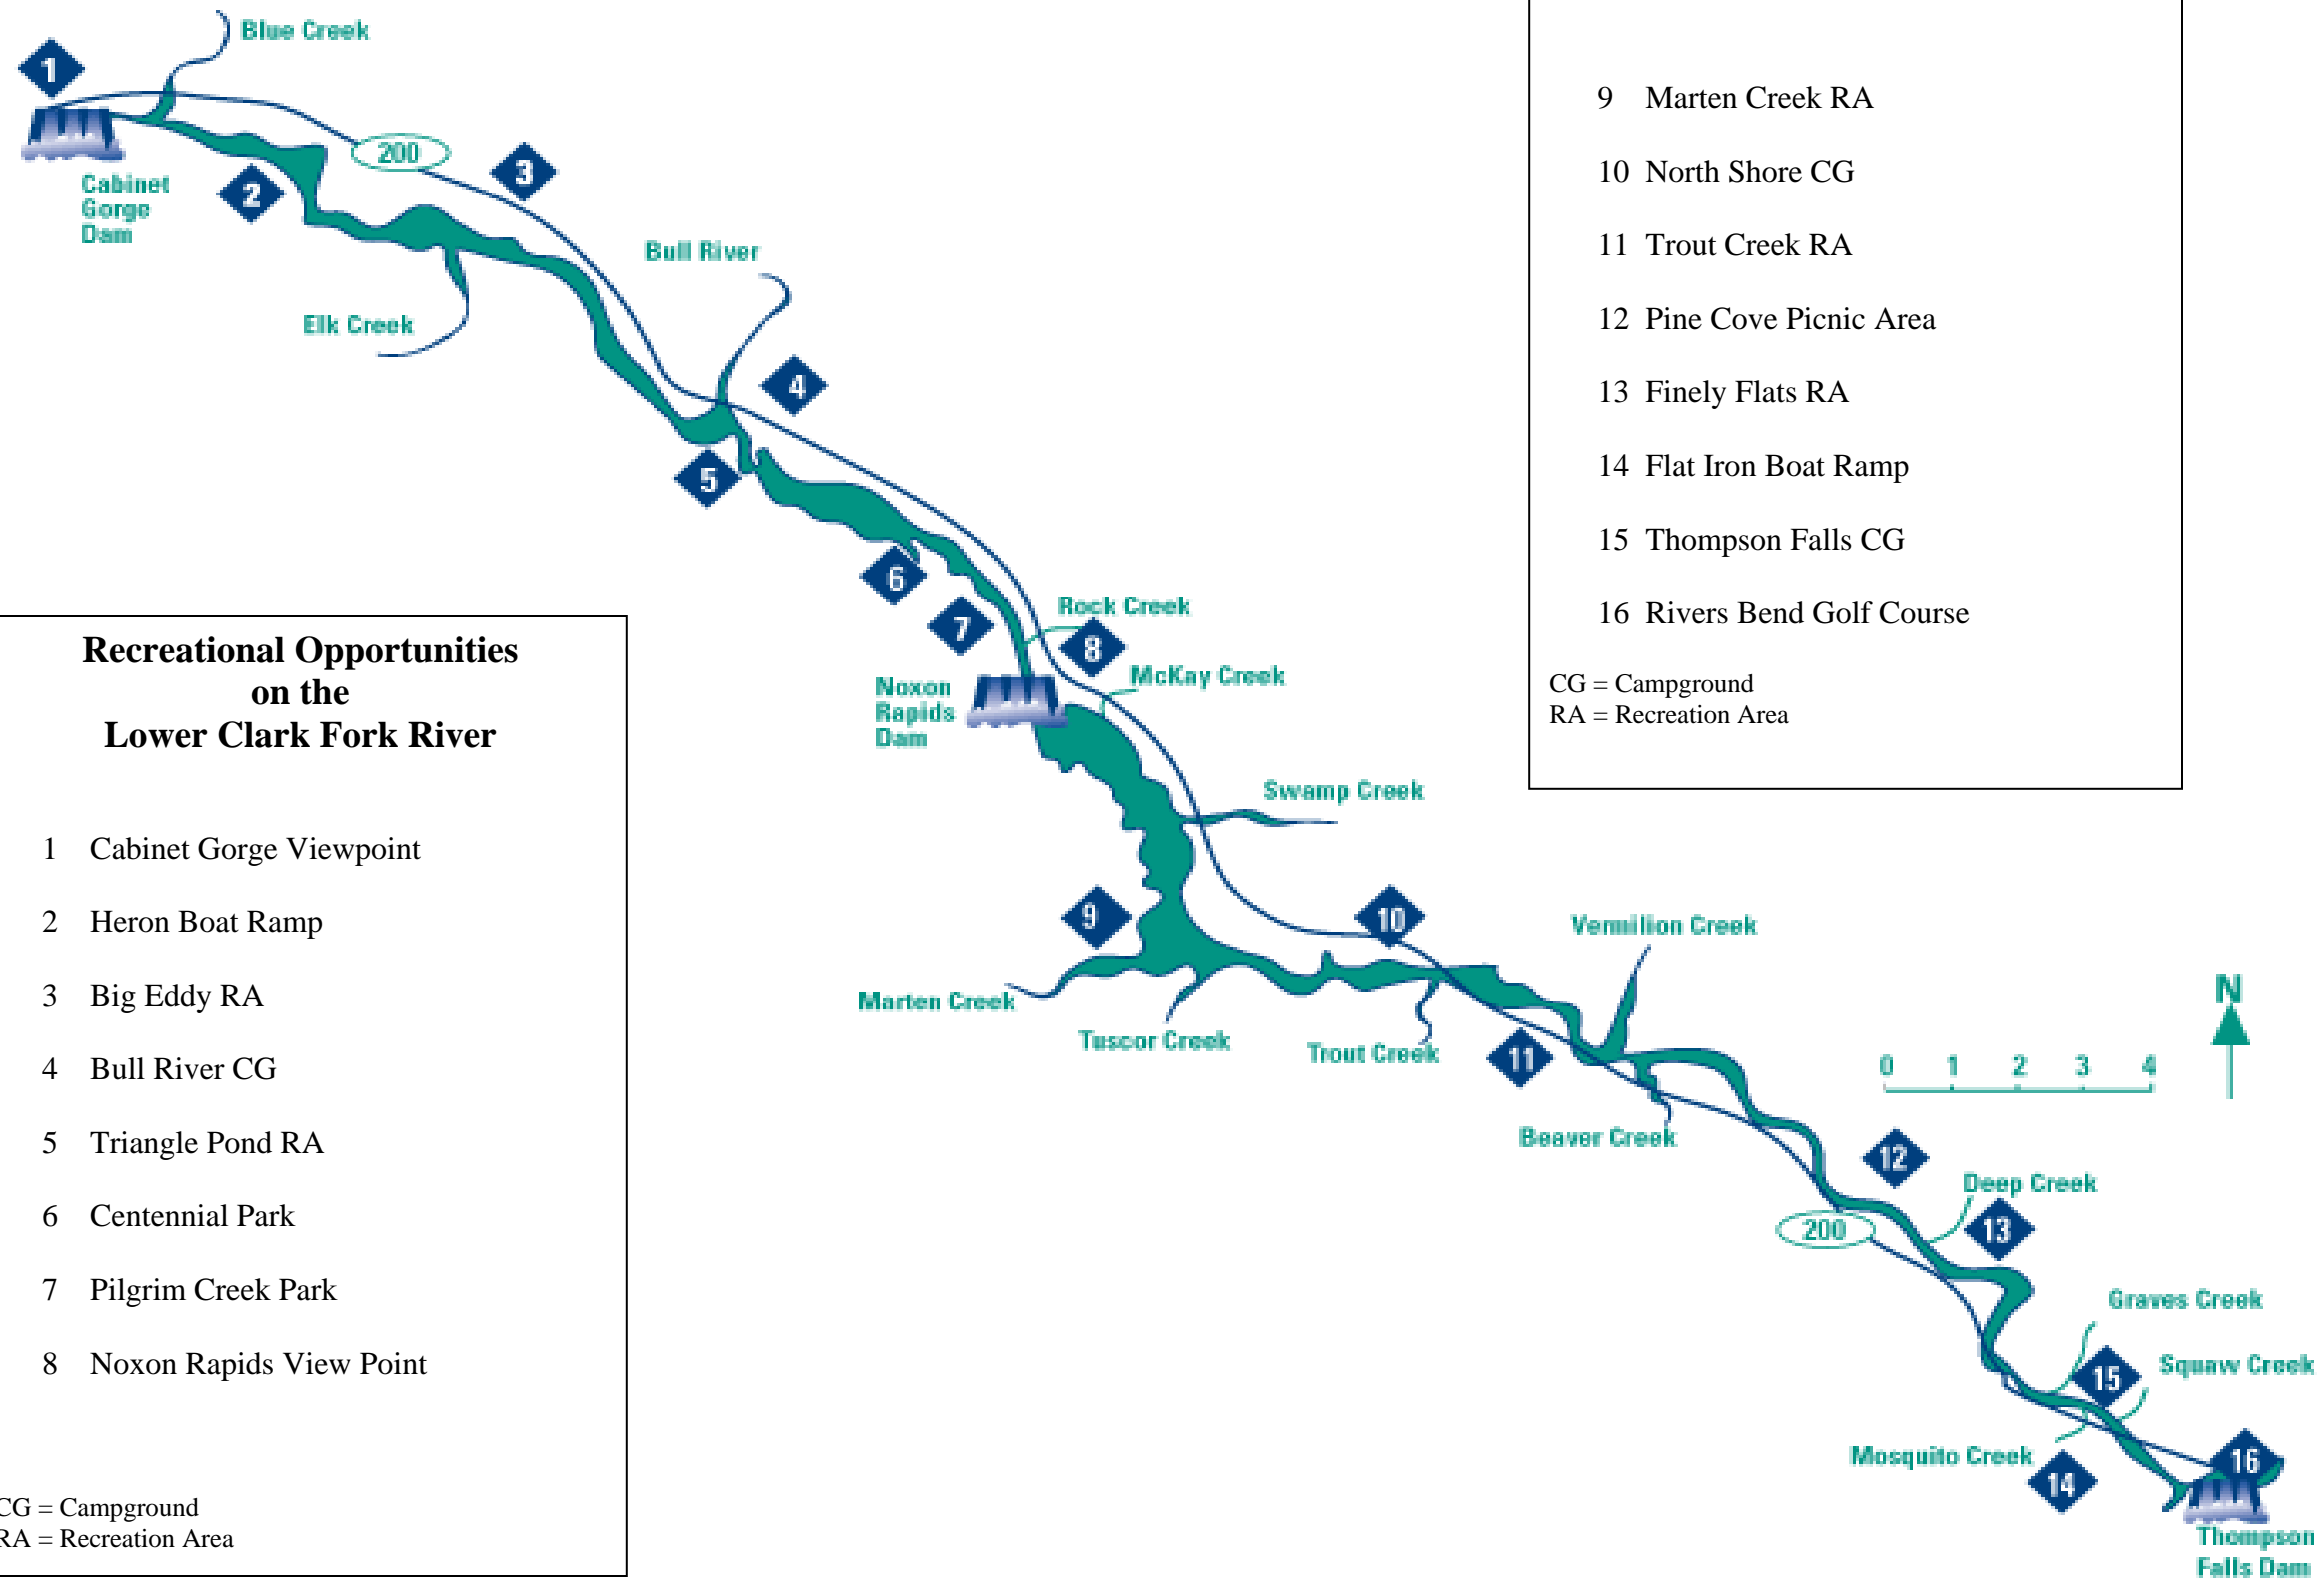 Blue Creek
1
200
3
Cabinet
Gorge
Dam
2
Bull River
Elk Creek
4
5
6
7
Rock Creek
8
McKay Creek
Noxon
Rapids
Dam
Swamp Creek
9
10
Vermilion Creek
Marten Creek
Tuscor Creek
Trout Creek
11
Beaver Creek
N
0 1 2 3 4
12
Deep Creek
200
13
Graves Creek
15
Squaw Creek
Mosquito Creek
14
16
Thompson
Falls Dam
Recreational Opportunities
on the
Lower Clark Fork River
1 Cabinet Gorge Viewpoint
2 Heron Boat Ramp
3 Big Eddy RA
4 Bull River CG
5 Triangle Pond RA
6 Centennial Park
7 Pilgrim Creek Park
8 Noxon Rapids View Point
CG = Campground
RA = Recreation Area
9 Marten Creek RA
10 North Shore CG
11 Trout Creek RA
12 Pine Cove Picnic Area
13 Finely Flats RA
14 Flat Iron Boat Ramp
15 Thompson Falls CG
16 Rivers Bend Golf Course
CG = Campground
RA = Recreation Area